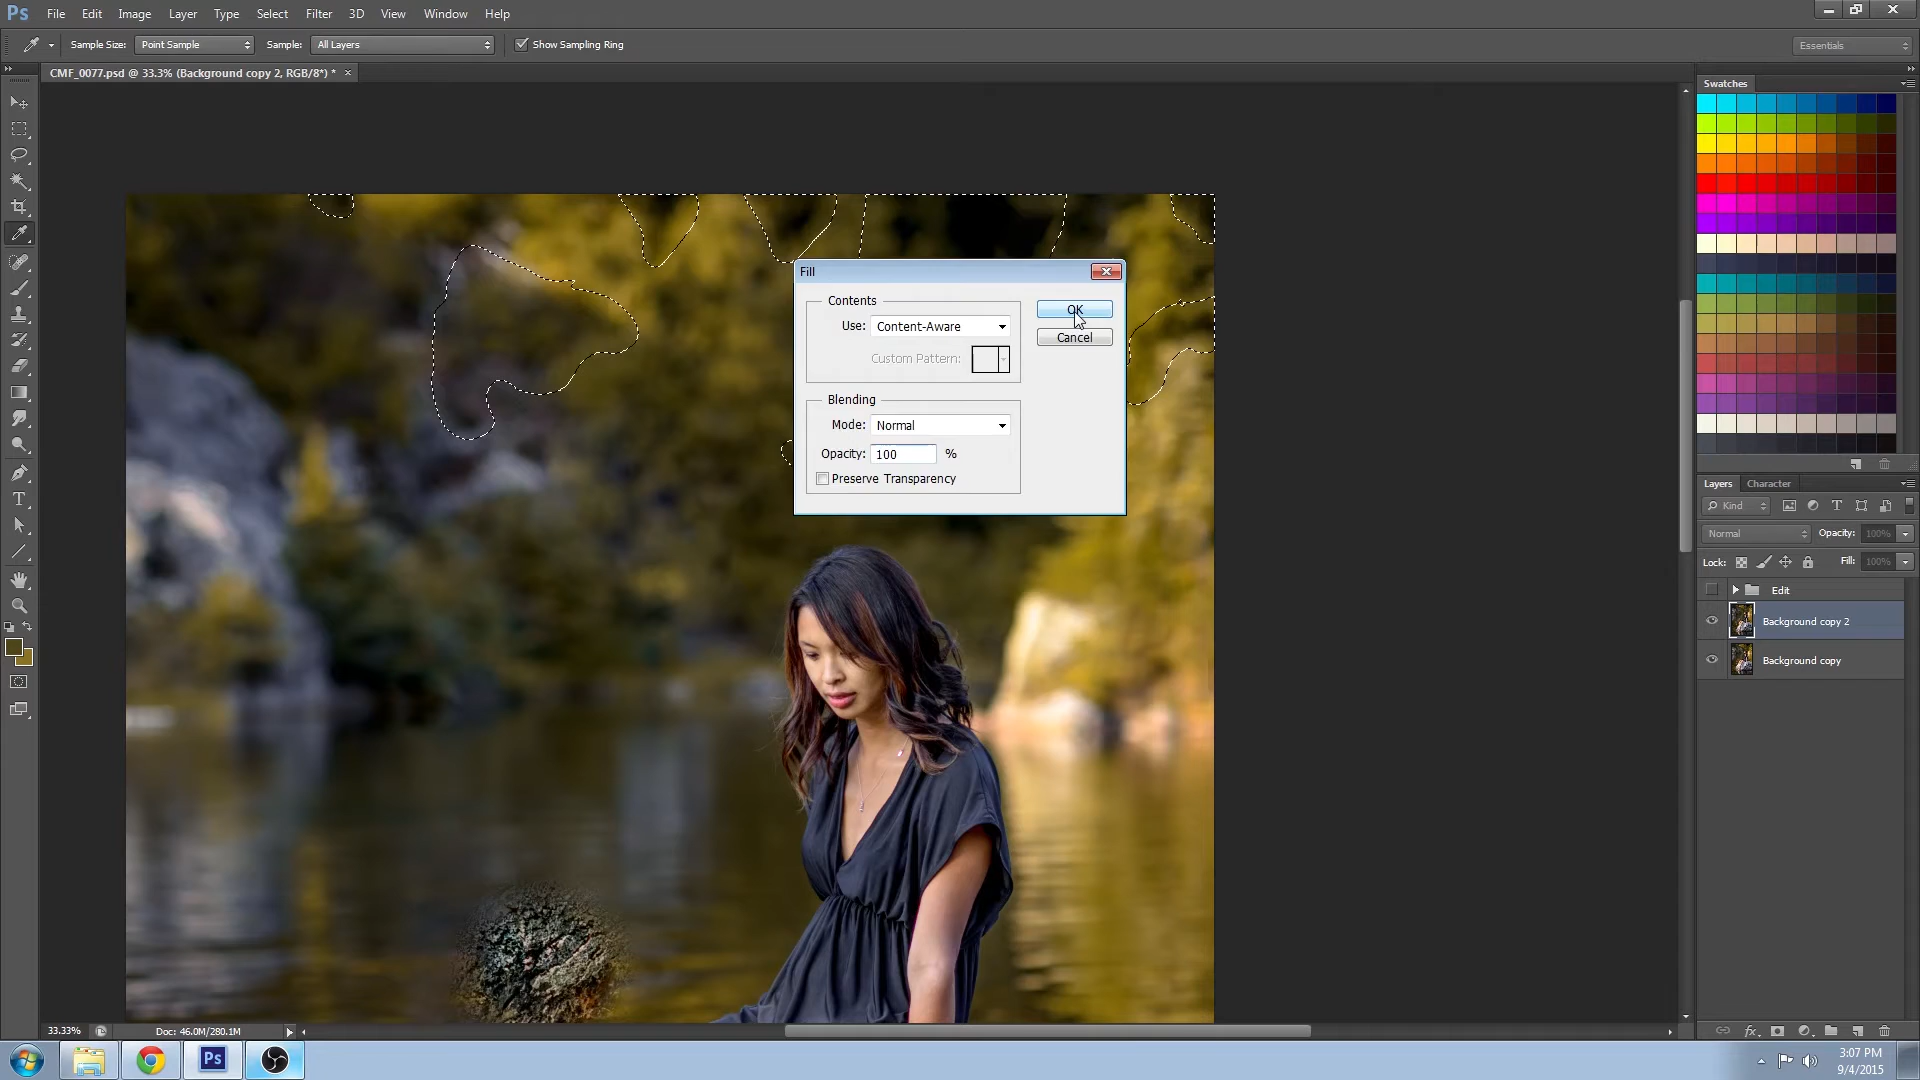 Ps File Edit Image Layer Type Select Filter 3D View Window Help
Sample Size: Point Sample Sample: All Layers Show Sampling Ring Essentials
CMF_0077.psd @ 33.3% (Background copy 2, RGB/8*) * ×
Swatches
Fill
Contents
OK
Use: Content-Aware
Cancel
Custom Pattern:
Blending
Mode: Normal
Opacity: 100 %
Preserve Transparency
Layers Character
Kind
Normal Opacity: 100%
Lock: Fill: 100%
Edit
Background copy 2
Background copy
33.33% Doc: 46.0M/280.1M
Ps
3:07 PM
9/4/2015